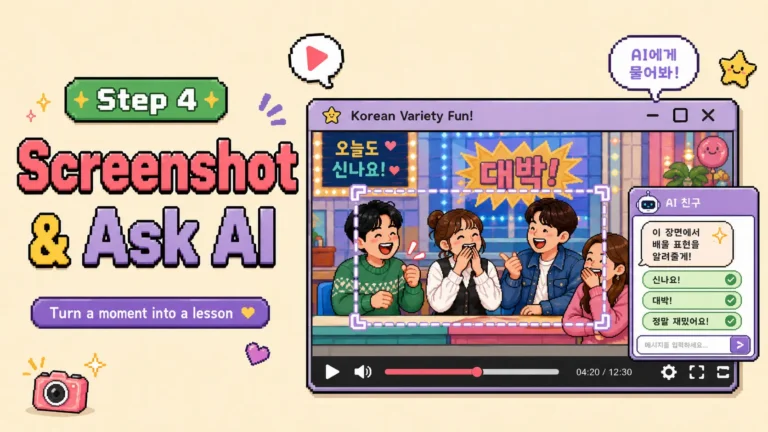 Step 4
Screenshot
& Ask AI
Turn a moment into a lesson
AI에게
물어봐!
Korean Variety Fun!
오늘도
신나요!
대박!
AI 친구
이 장면에서
배울 표현을
알려줄게!
신나요!
대박!
정말 재밌어요!
메시지를 입력하세요...
04:20 / 12:30